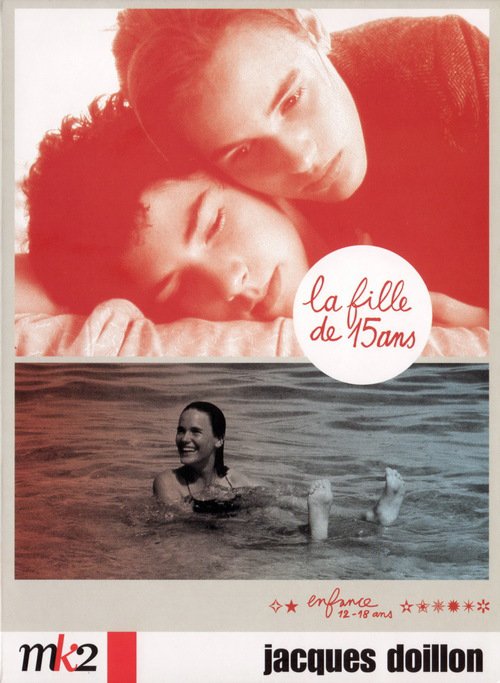 la fille
de 15ans
enfance
12-18 ans
mk2
jacques doillon